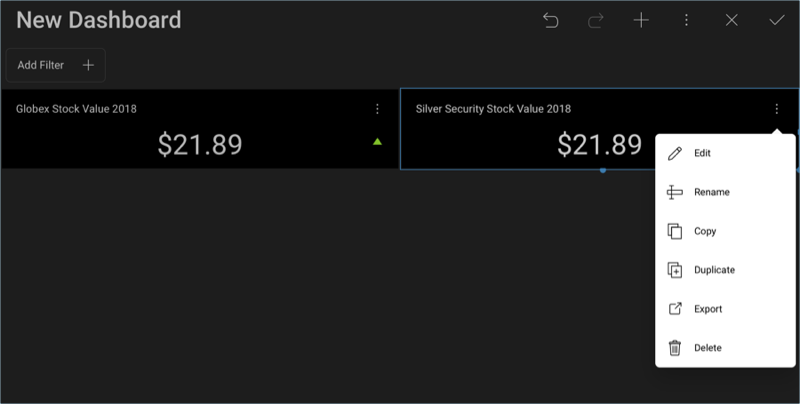 New Dashboard
Add Filter
Globex Stock Value 2018
$21.89
Silver Security Stock Value 2018
$21.89
Edit
Rename
Copy
Duplicate
Export
Delete